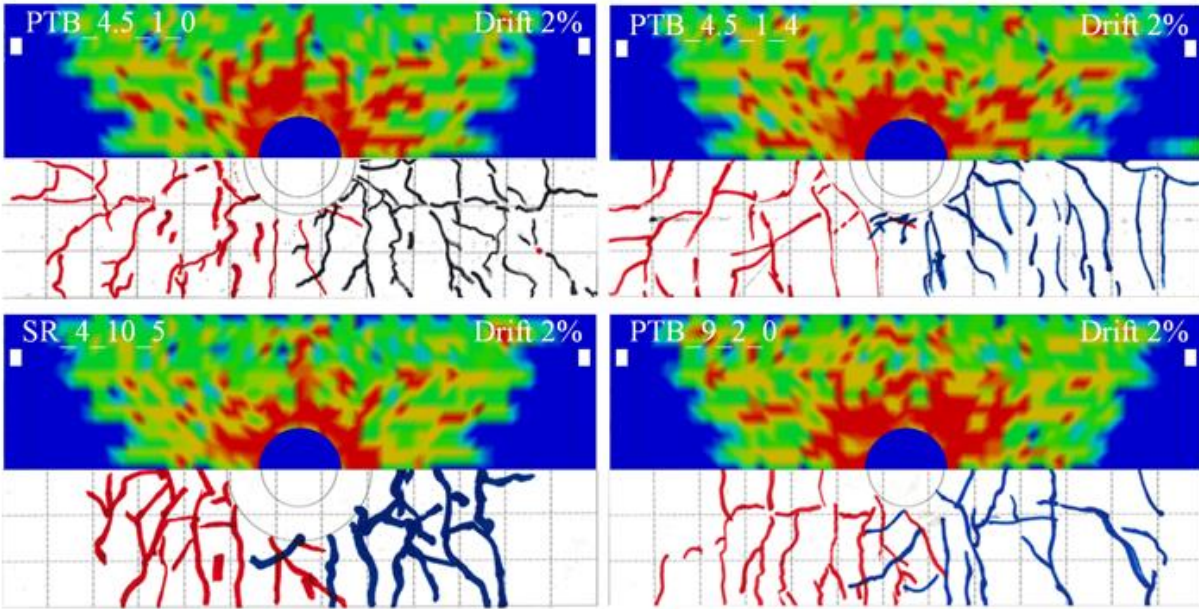 PTB_4.5_1_0 Drift 2%
PTB_4.5_1_4 Drift 2%
SR_4_10_5 Drift 2%
PTB_9_2_0 Drift 2%